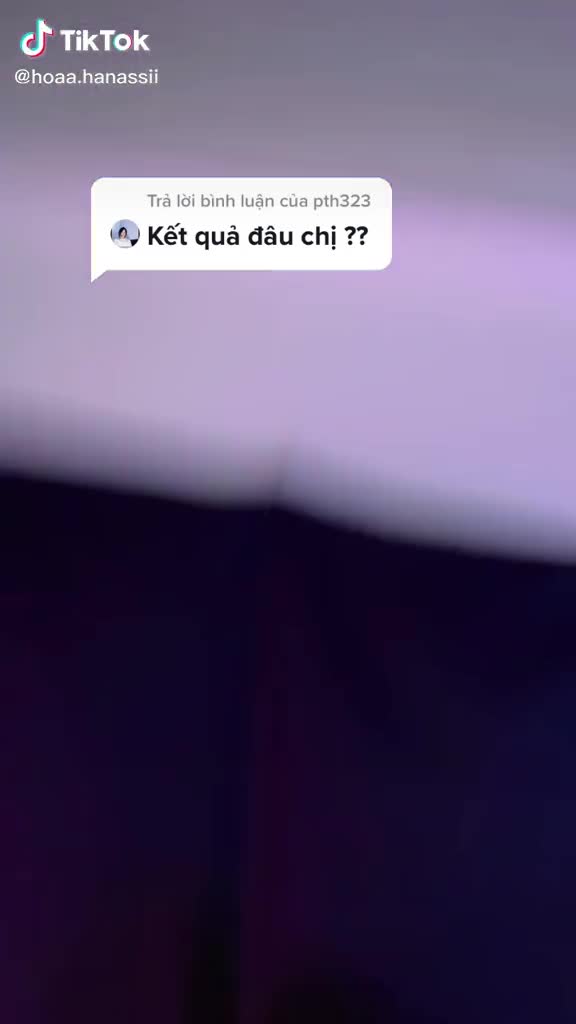 TikTok
@hoaa.hanassii
Trả lời bình luận của pth323
Kết quả đâu chị ??